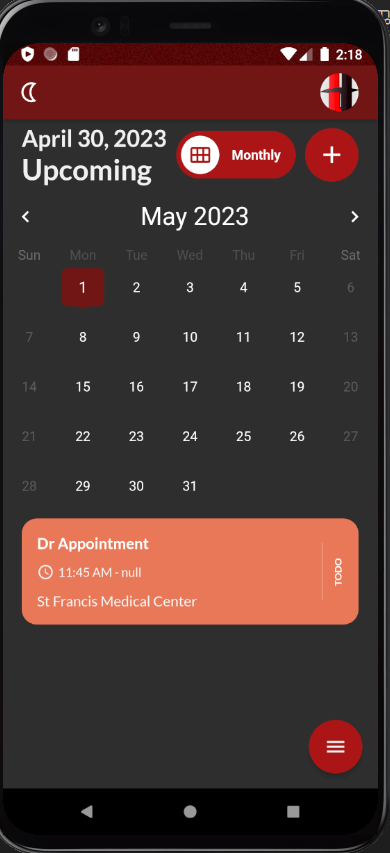 2:18
April 30, 2023
Upcoming
Monthly
May 2023
Sun Mon Tue Wed Thu Fri Sat
1 2 3 4 5 6
7 8 9 10 11 12 13
14 15 16 17 18 19 20
21 22 23 24 25 26 27
28 29 30 31
Dr Appointment
11:45 AM - null
St Francis Medical Center
TODO